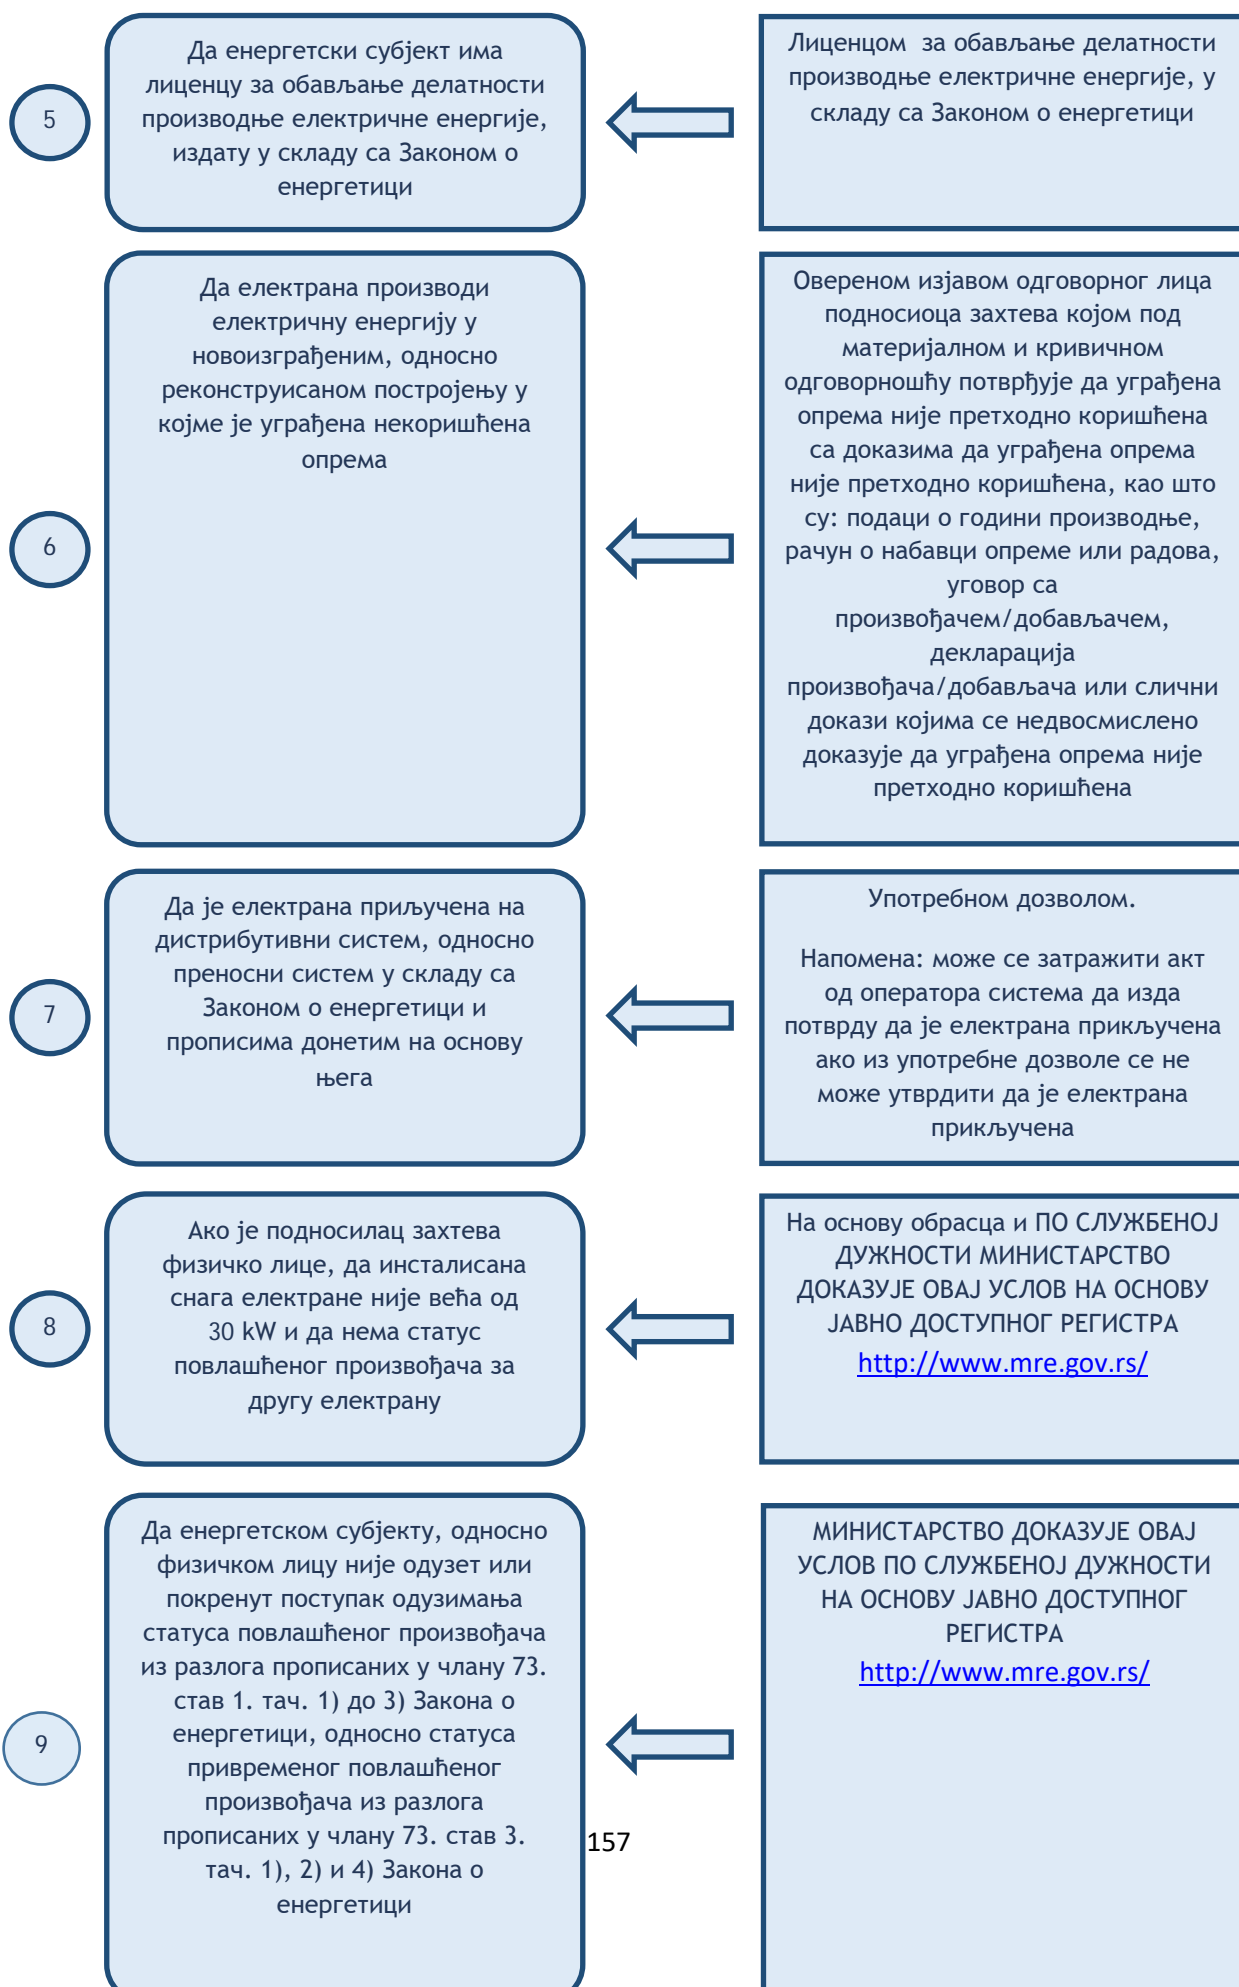 5
Да енергетски субјект има
лиценцу за обављање делатности
производње електричне енергије,
издату у складу са Законом о
енергетици
Лиценцом за обављање делатности
производње електричне енергије, у
складу са Законом о енергетици
6
Да електрана производи
електричну енергију у
новоизграђеним, односно
реконструисаном постројењу у
којме је уграђена некоришћена
опрема
Овереном изјавом одговорног лица
подносиоца захтева којом под
материјалном и кривичном
одговорношћу потврђује да уграђена
опрема није претходно коришћена
са доказима да уграђена опрема
није претходно коришћена, као што
су: подаци о години производње,
рачун о набавци опреме или радова,
уговор са
произвођачем/добављачем,
декларација
произвођача/добављача или слични
докази којима се недвосмислено
доказује да уграђена опрема није
претходно коришћена
7
Да је електрана приључена на
дистрибутивни систем, односно
преносни систем у складу са
Законом о енергетици и
прописима донетим на основу
њега
Употребном дозволом.
Напомена: може се затражити акт
од оператора система да изда
потврду да је електрана прикључена
ако из употребне дозволе се не
може утврдити да је електрана
прикључена
8
Ако је подносилац захтева
физичко лице, да инсталисана
снага електране није већа од
30 kW и да нема статус
повлашћеног произвођача за
другу електрану
На основу обрасца и ПО СЛУЖБЕНОЈ
ДУЖНОСТИ МИНИСТАРСТВО
ДОКАЗУЈЕ ОВАЈ УСЛОВ НА ОСНОВУ
ЈАВНО ДОСТУПНОГ РЕГИСТРА
http://www.mre.gov.rs/
9
Да енергетском субјекту, односно
физичком лицу није одузет или
покренут поступак одузимања
статуса повлашћеног произвођача
из разлога прописаних у члану 73.
став 1. тач. 1) до 3) Закона о
енергетици, односно статуса
привременог повлашћеног
произвођача из разлога
прописаних у члану 73. став 3.
тач. 1), 2) и 4) Закона о
енергетици
МИНИСТАРСТВО ДОКАЗУЈЕ ОВАЈ
УСЛОВ ПО СЛУЖБЕНОЈ ДУЖНОСТИ
НА ОСНОВУ ЈАВНО ДОСТУПНОГ
РЕГИСТРА
http://www.mre.gov.rs/
157